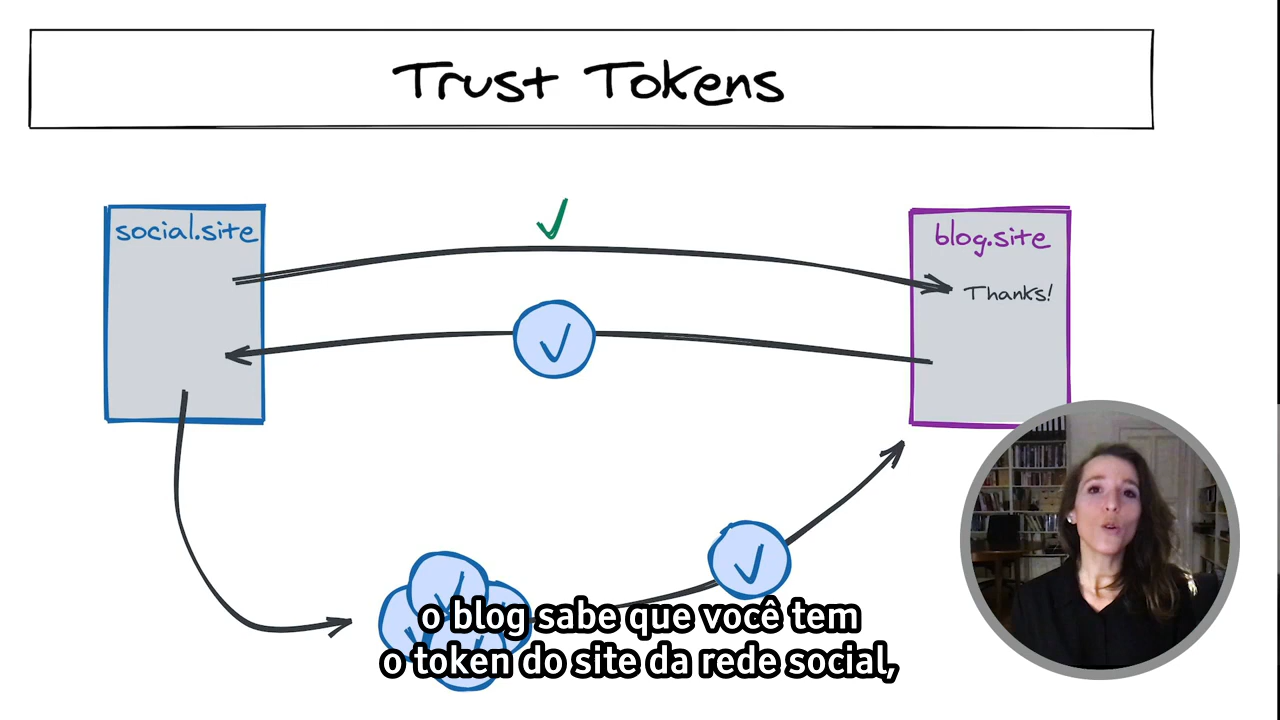 Trust Tokens
social.site
blog.site
Thanks!
o blog sabe que você tem
o token do site da rede social,